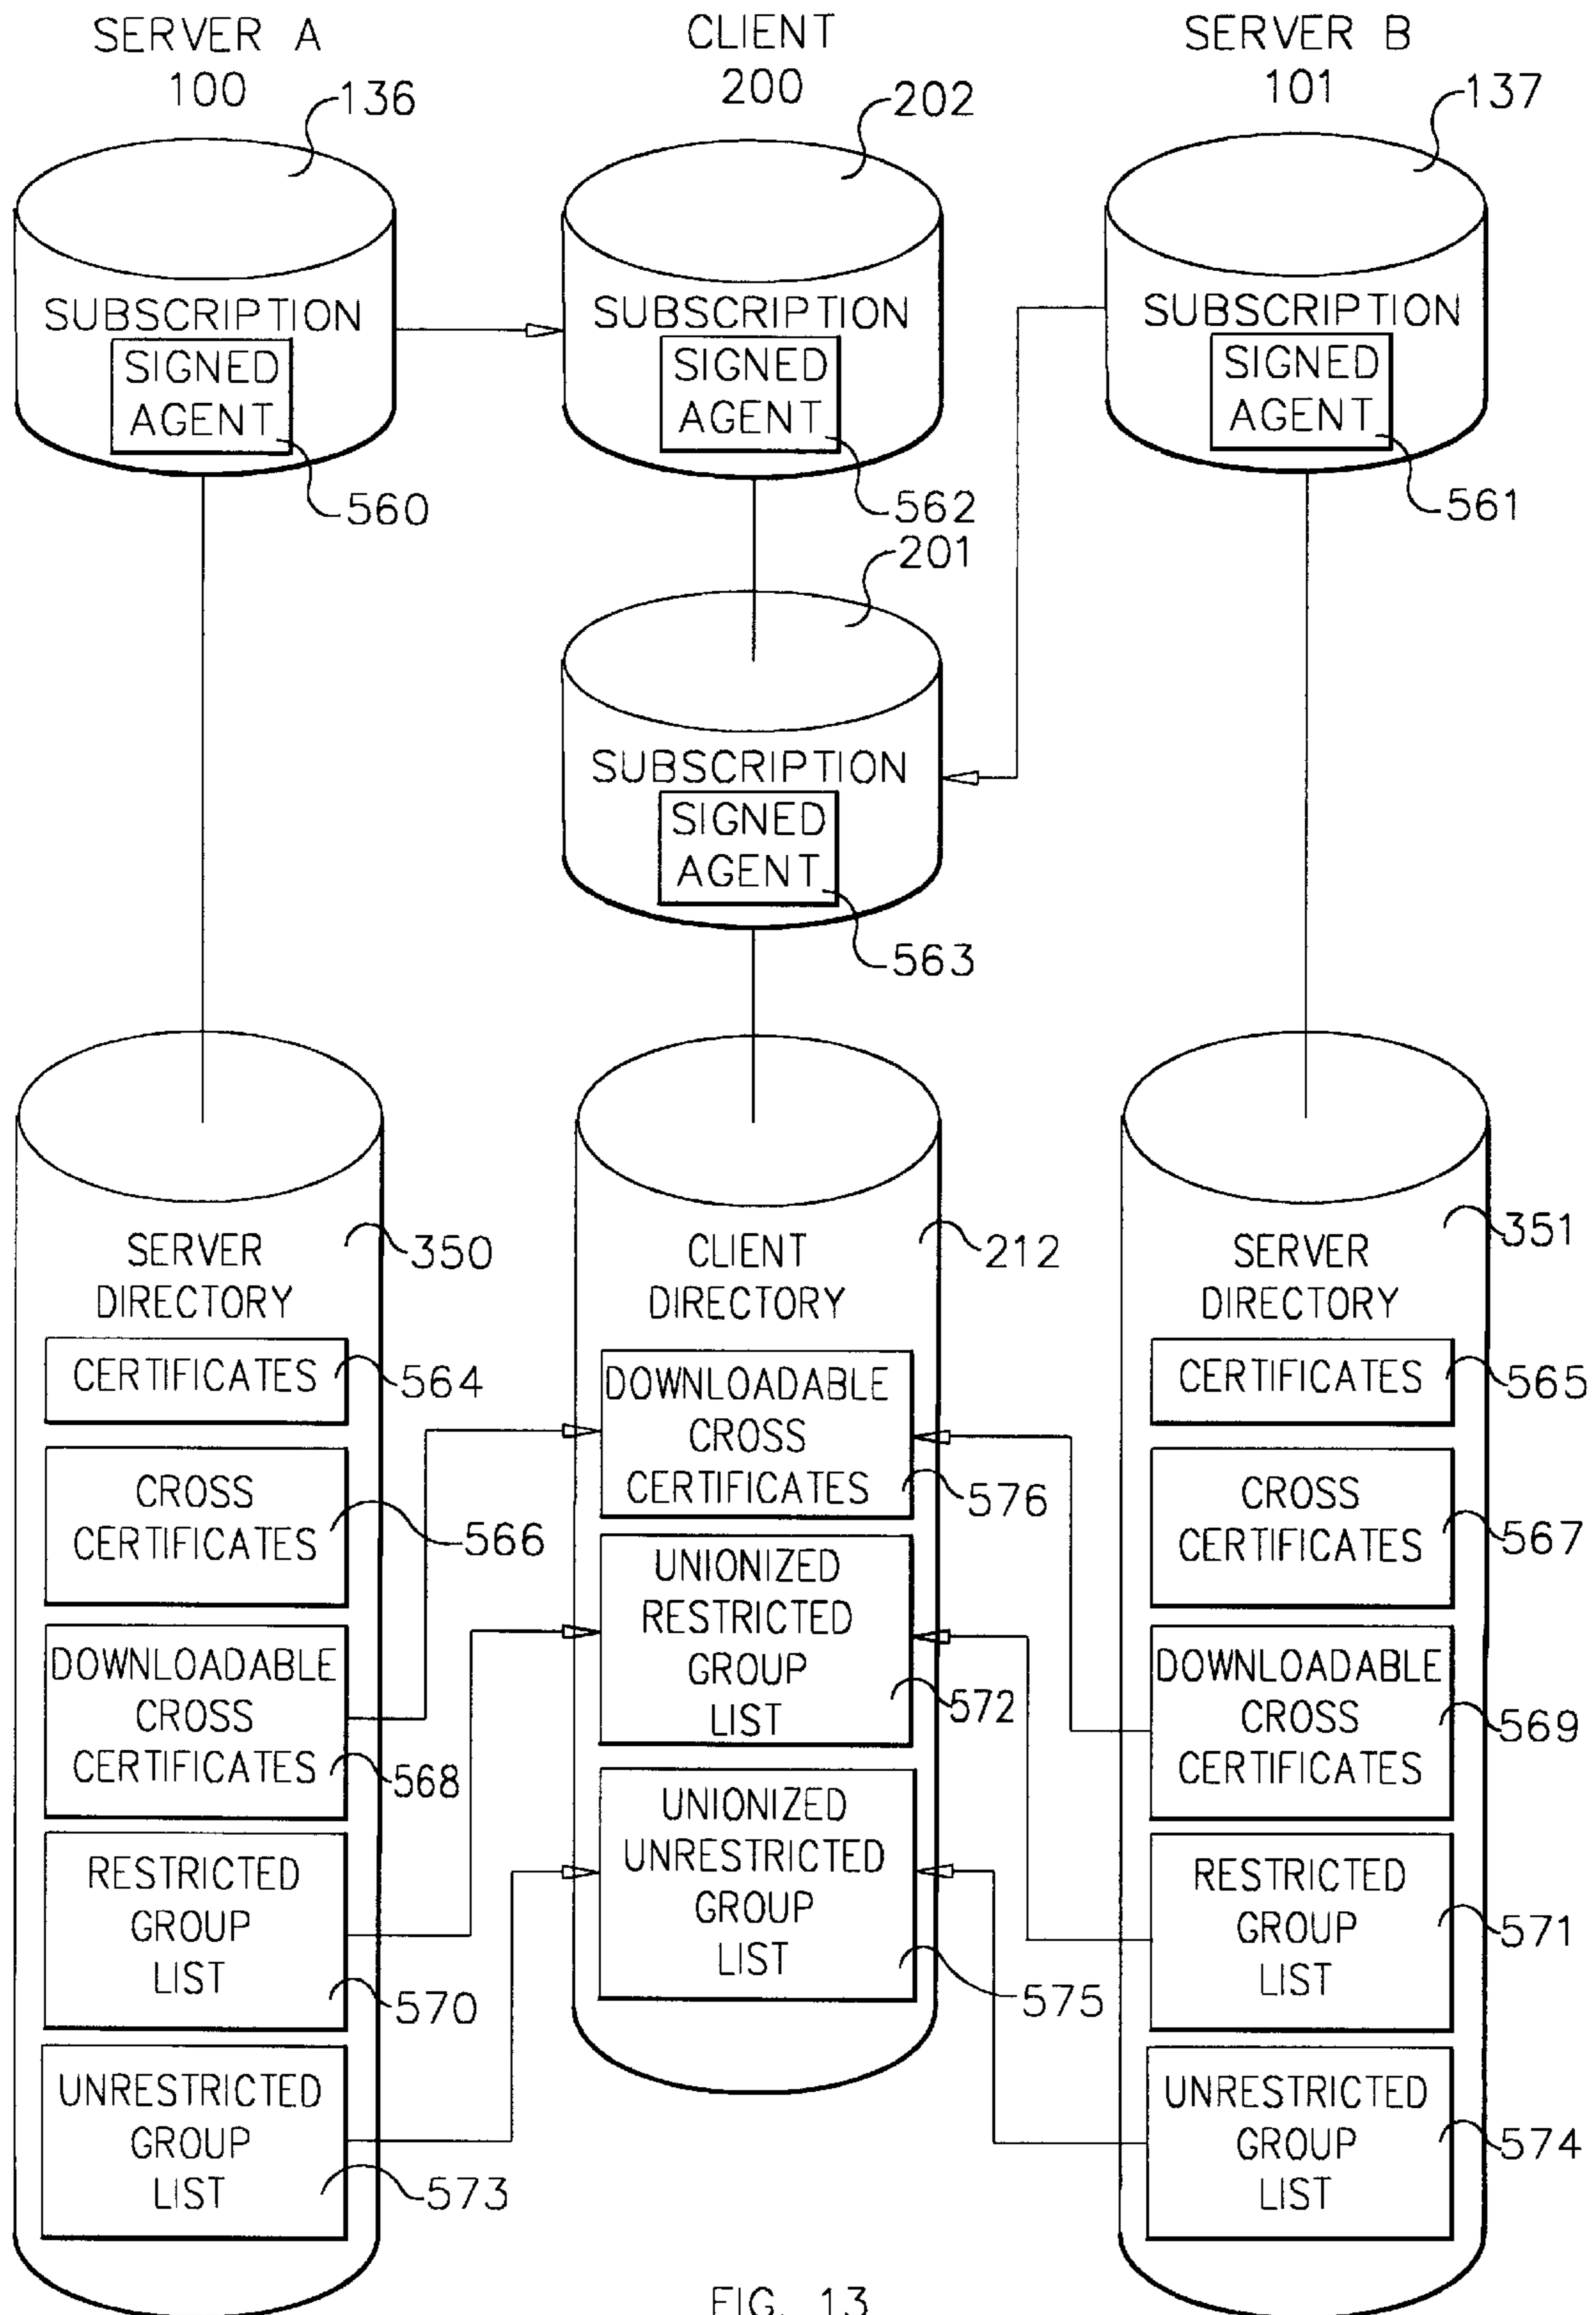 SERVER A
100
136
SUBSCRIPTION
SIGNED
AGENT
560
CLIENT
200
202
SUBSCRIPTION
SIGNED
AGENT
562
201
SUBSCRIPTION
SIGNED
AGENT
563
SERVER B
101
137
SUBSCRIPTION
SIGNED
AGENT
561
SERVER
DIRECTORY
350
CERTIFICATES
564
CROSS
CERTIFICATES
566
DOWNLOADABLE
CROSS
CERTIFICATES
568
RESTRICTED
GROUP
LIST
570
UNRESTRICTED
GROUP
LIST
573
CLIENT
DIRECTORY
212
DOWNLOADABLE
CROSS
CERTIFICATES
576
UNIONIZED
RESTRICTED
GROUP
LIST
572
UNIONIZED
UNRESTRICTED
GROUP
LIST
575
SERVER
DIRECTORY
351
CERTIFICATES
565
CROSS
CERTIFICATES
567
DOWNLOADABLE
CROSS
CERTIFICATES
569
RESTRICTED
GROUP
LIST
571
UNRESTRICTED
GROUP
LIST
574
FIG. 13